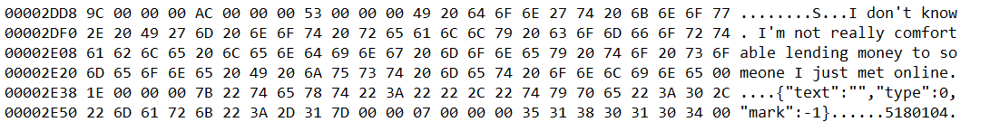 00002DD8 9C 00 00 00 AC 00 00 00 53 00 00 00 49 20 64 6F 6E 27 74 20 6B 6E 6F 77 ........S...I don't know
00002DF0 2E 20 49 27 6D 20 6E 6F 74 20 72 65 61 6C 6C 79 20 63 6F 6D 66 6F 72 74 . I'm not really comfort
00002E08 61 62 6C 65 20 6C 65 6E 64 69 6E 67 20 6D 6F 6E 65 79 20 74 6F 20 73 6F able lending money to so
00002E20 6D 65 6F 6E 65 20 49 20 6A 75 73 74 20 6D 65 74 20 6F 6E 6C 69 6E 65 00 meone I just met online.
00002E38 1E 00 00 00 7B 22 74 65 78 74 22 3A 22 22 2C 22 74 79 70 65 22 3A 30 2C ....{"text":"","type":0,
00002E50 22 6D 61 72 6B 22 3A 2D 31 7D 00 00 07 00 00 00 35 31 38 30 31 30 34 00 "mark":-1}......5180104.